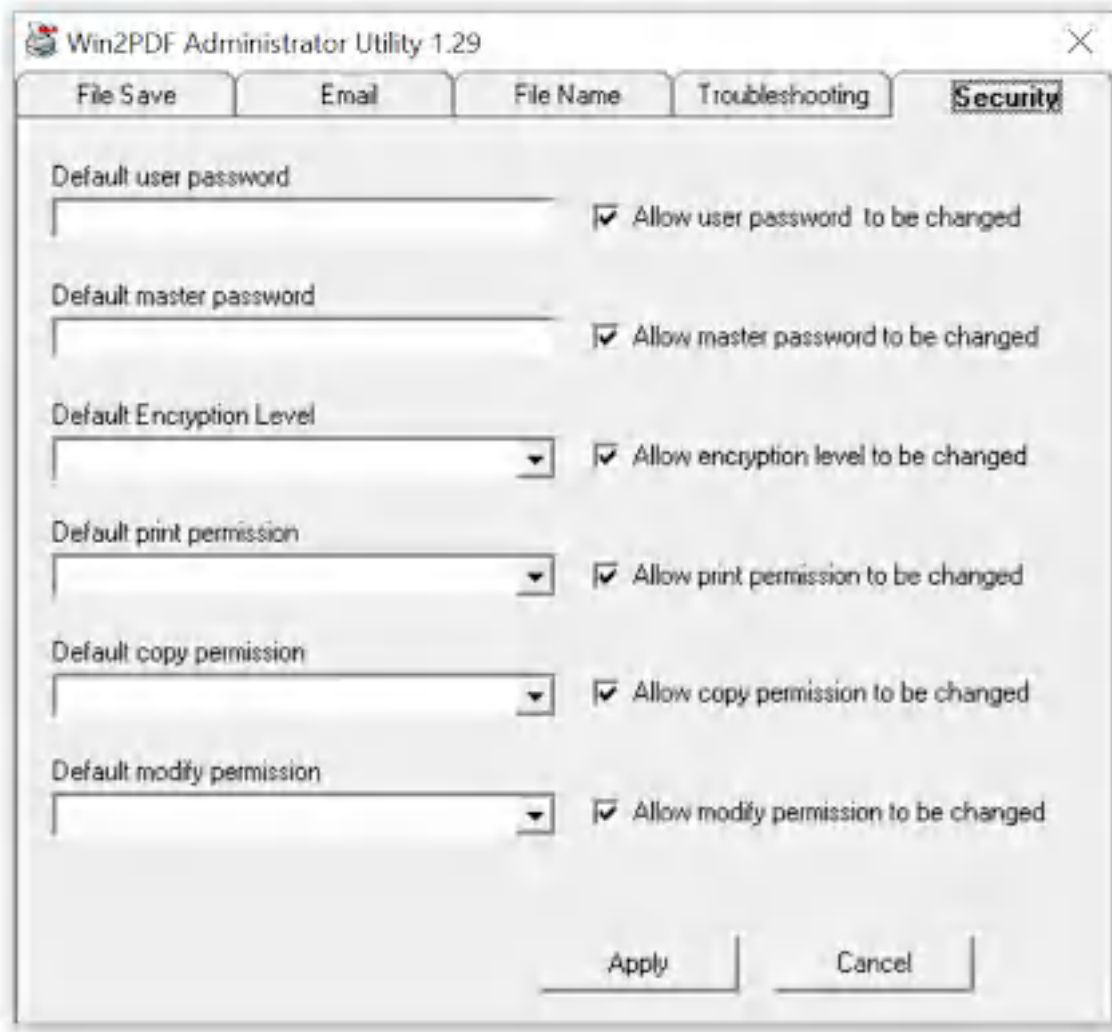 Win2PDF Administrator Utility 1.29
File Save Email File Name Troubleshooting Security
Default user password
Allow user password  to be changed
Default master password
Allow master password to be changed
Default Encryption Level
Allow encryption level to be changed
Default print permission
Allow print permission to be changed
Default copy permission
Allow copy permission to be changed
Default modify permission
Allow modify permission to be changed
Apply Cancel